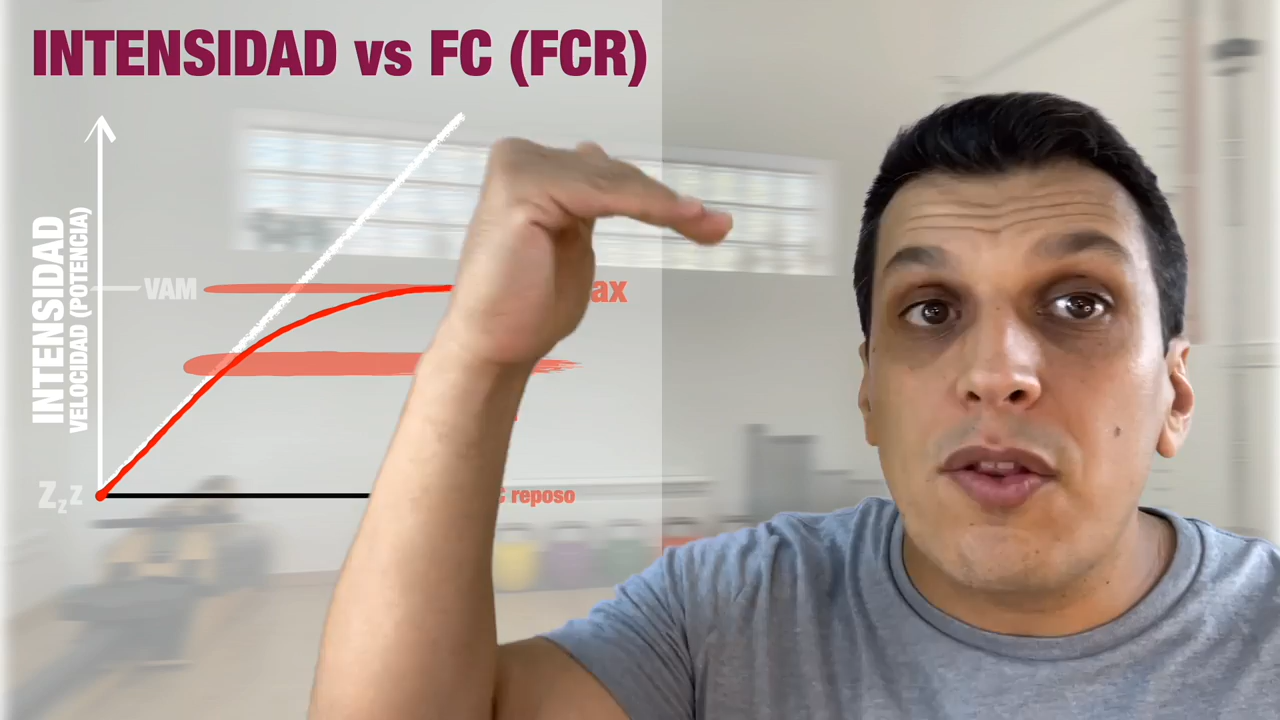 INTENSIDAD vs FC (FCR)
INTENSIDAD
VELOCIDAD (POTENCIA)
VAM
ax
ZzZ
reposo